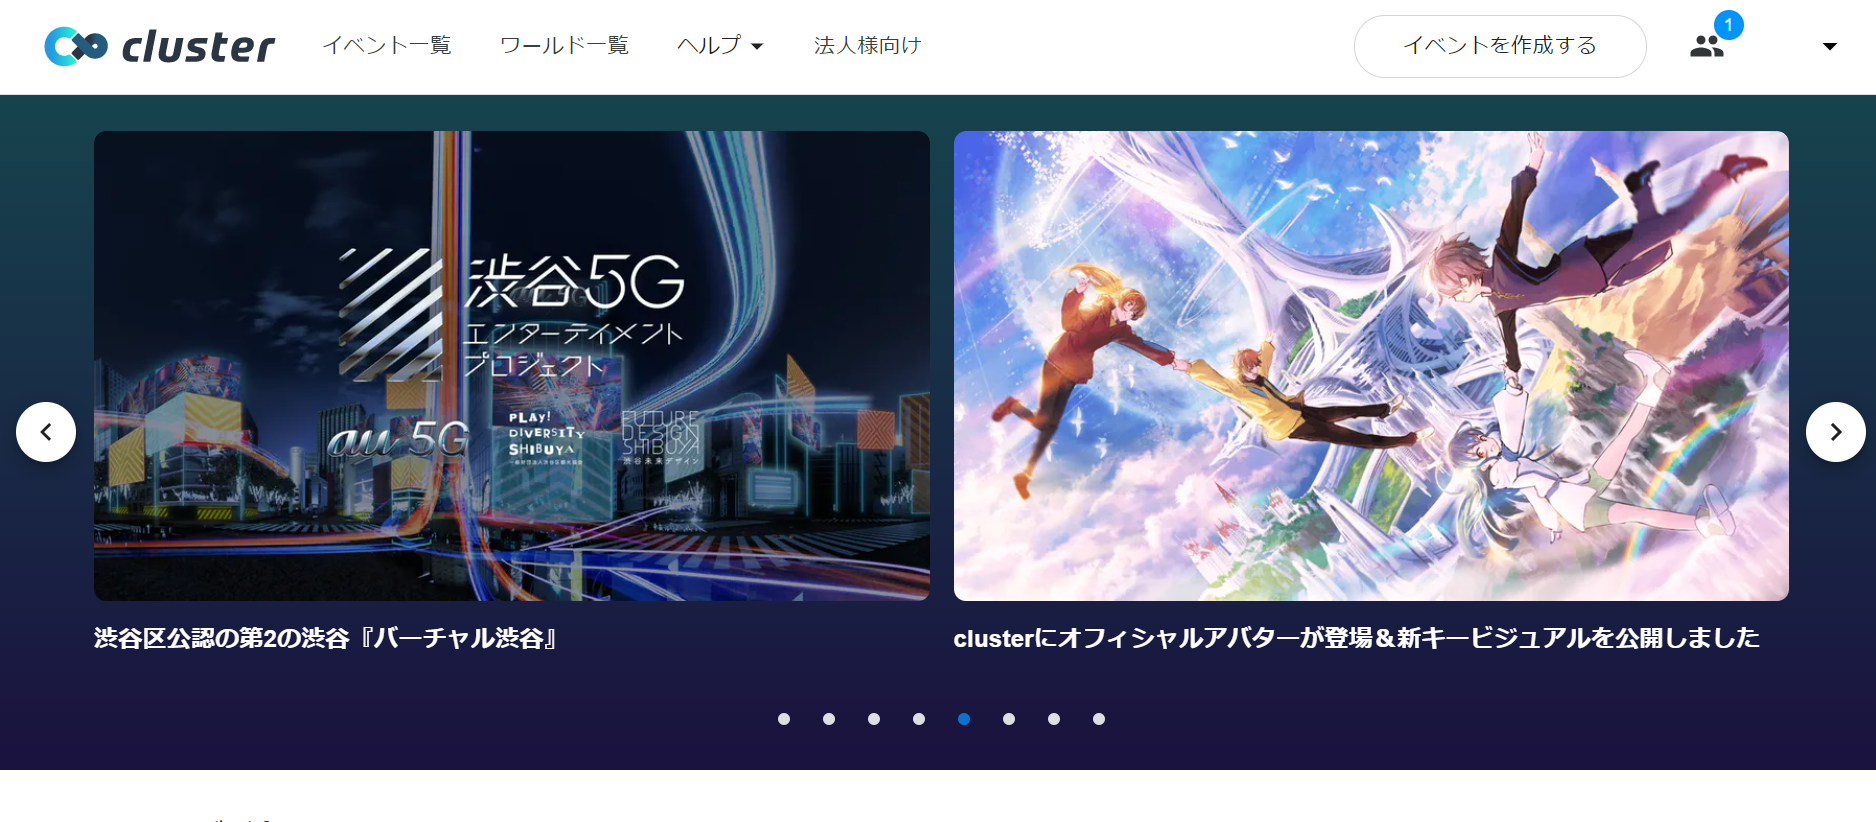 cluster
イベント一覧
ワールド一覧
ヘルプ
法人様向け
イベントを作成する
1
渋谷5G
エンターテイメント
プロジェクト
au 5G
PLAY!
DIVERSITY
SHIBUYA
FUTURE
DESIGN
SHIBUYA
渋谷未来デザイン
渋谷区公認の第2の渋谷『バーチャル渋谷』
clusterにオフィシャルアバターが登場＆新キービジュアルを公開しました